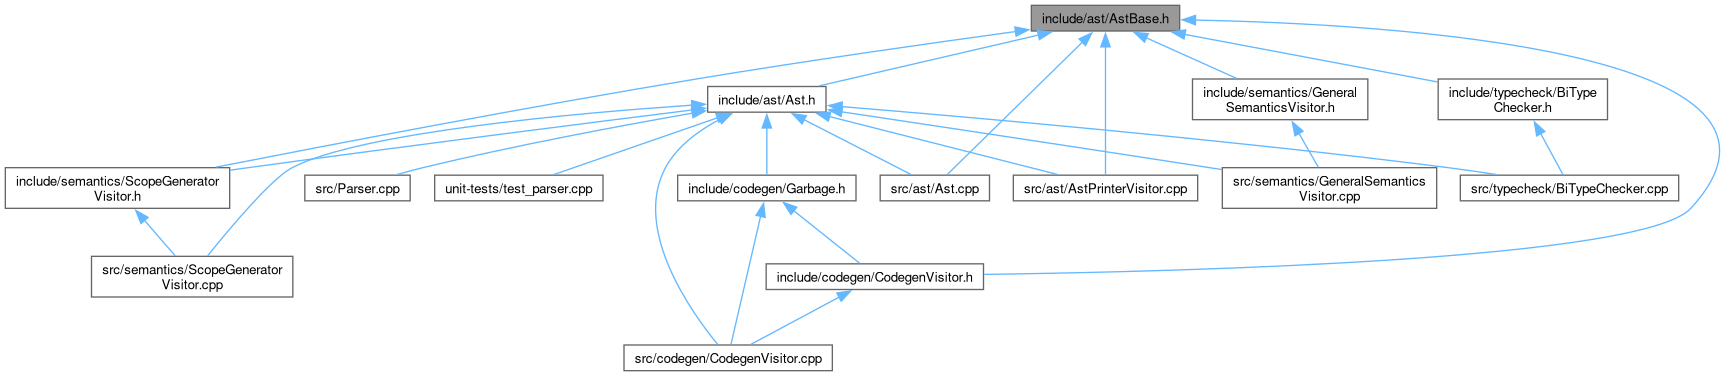 include/ast/AstBase.h
include/ast/Ast.h
include/semantics/General
SemanticsVisitor.h
include/typecheck/BiType
Checker.h
include/semantics/ScopeGenerator
Visitor.h
src/Parser.cpp
unit-tests/test_parser.cpp
include/codegen/Garbage.h
src/ast/Ast.cpp
src/ast/AstPrinterVisitor.cpp
src/semantics/GeneralSemantics
Visitor.cpp
src/typecheck/BiTypeChecker.cpp
src/semantics/ScopeGenerator
Visitor.cpp
include/codegen/CodegenVisitor.h
src/codegen/CodegenVisitor.cpp